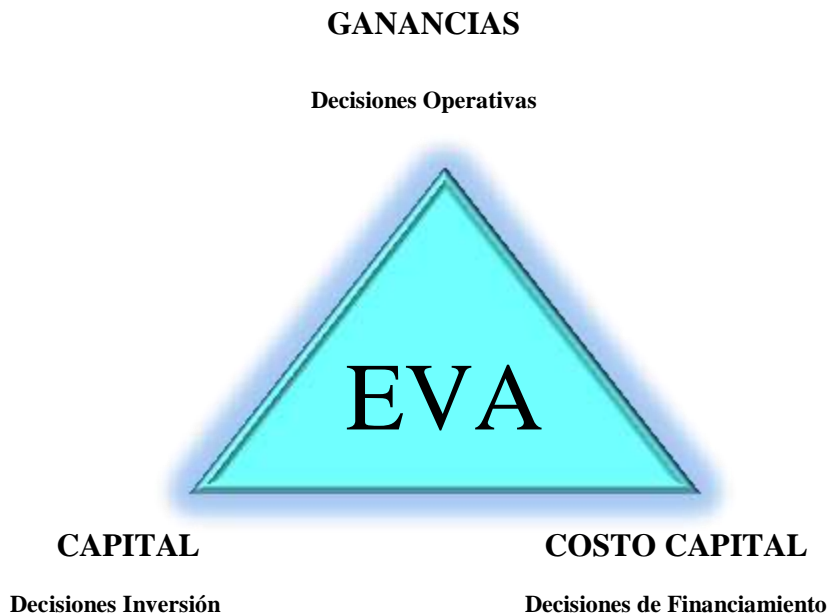 GANANCIAS
Decisiones Operativas
EVA
CAPITAL
COSTO CAPITAL
Decisiones Inversión
Decisiones de Financiamiento